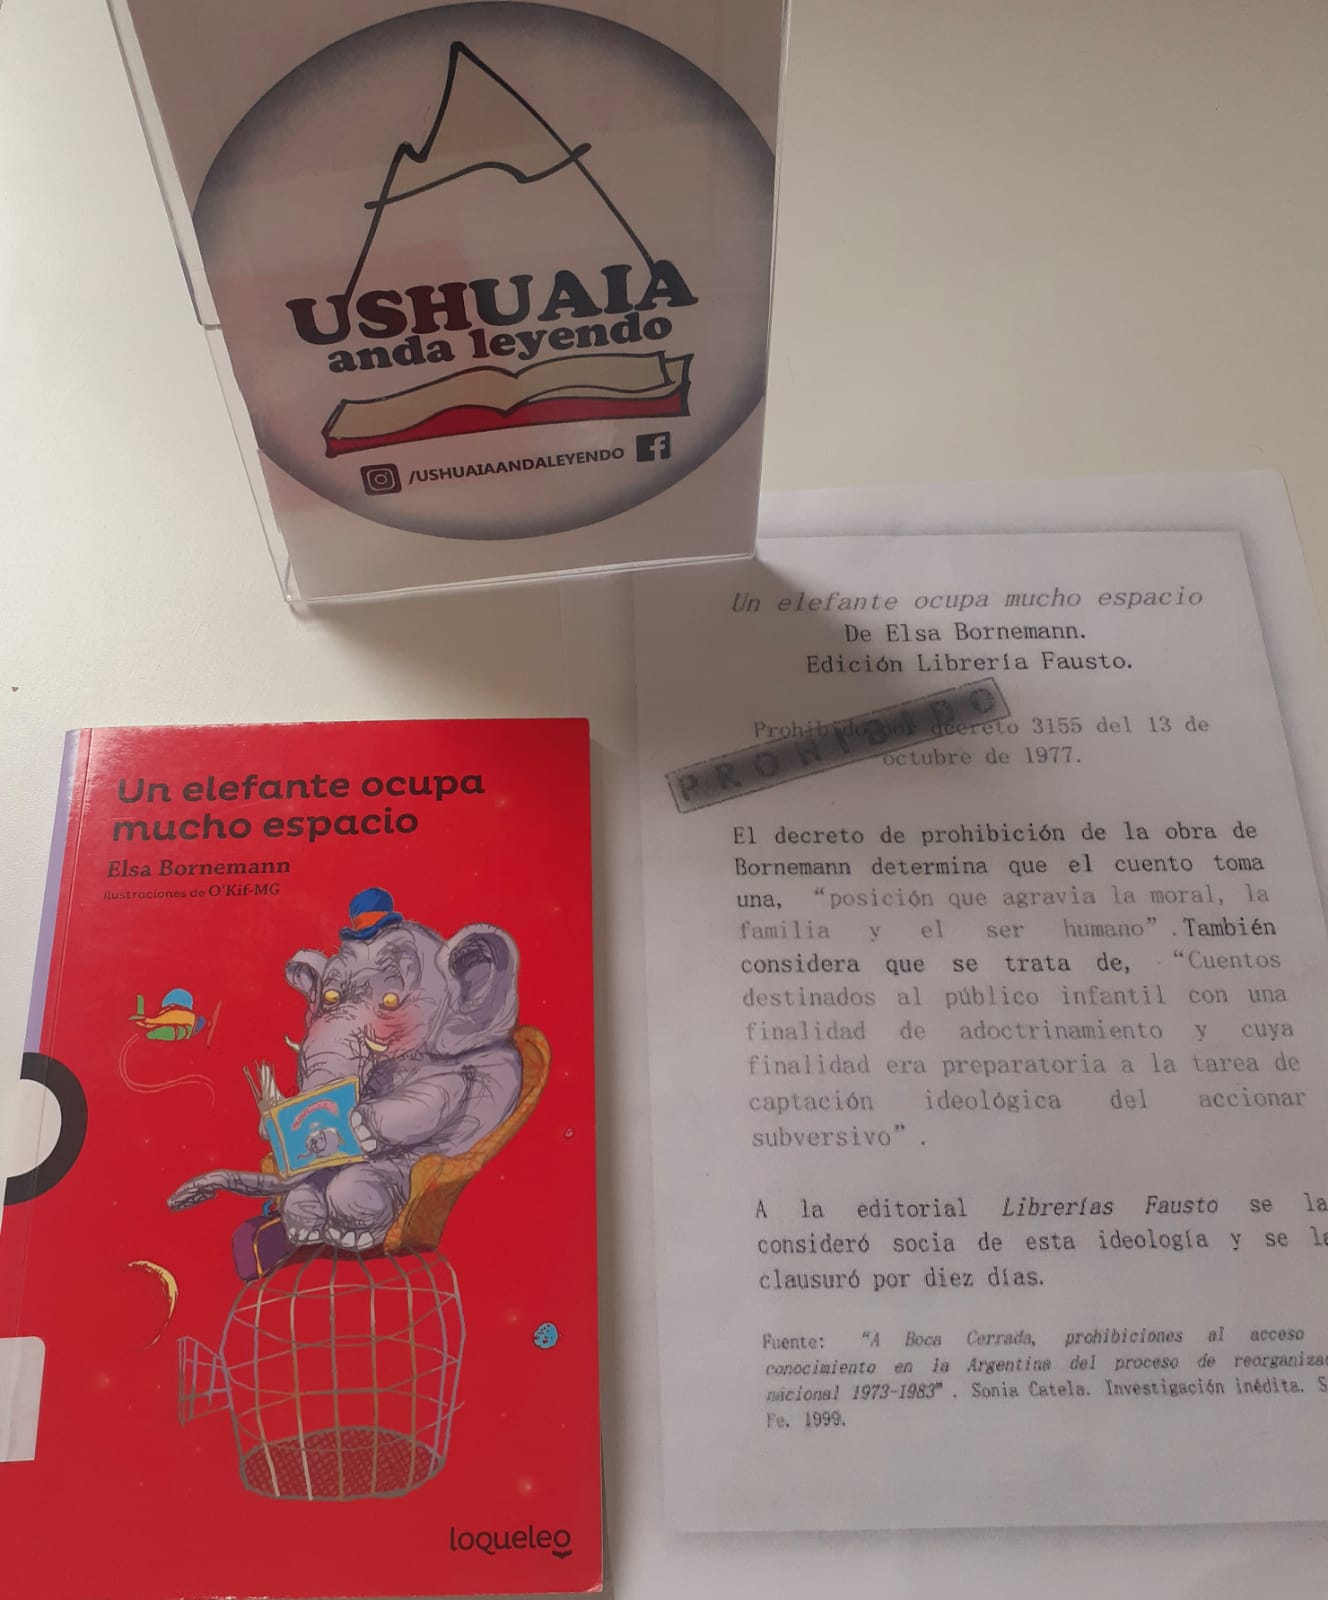 USHUAIA
anda leyendo
/USHUAIAANDALEYENDO
Un elefante ocupa mucho espacio
De Elsa Bornemann.
Edición Librería Fausto.
PROHIBIDO
Prohibido por decreto 3155 del 13 de
octubre de 1977.
El decreto de prohibición de la obra de
Bornemann determina que el cuento toma
una, “posición que agravia la moral, la
familia y el ser humano”. También
considera que se trata de, “Cuentos
destinados al público infantil con una
finalidad de adoctrinamiento y cuya
finalidad era preparatoria a la tarea de
captación ideológica del accionar
subversivo”.
A la editorial Librerías Fausto se la
consideró socia de esta ideología y se la
clausuró por diez días.
Fuente: “A Boca Cerrada, prohibiciones al acceso
conocimiento en la Argentina del proceso de
nacional 1973-1983”. Sonia Catela. Investigación inédita.
Fe. 1999.
Un elefante ocupa
mucho espacio
Elsa Bornemann
Ilustraciones de O'Kif-MG
loqueleo